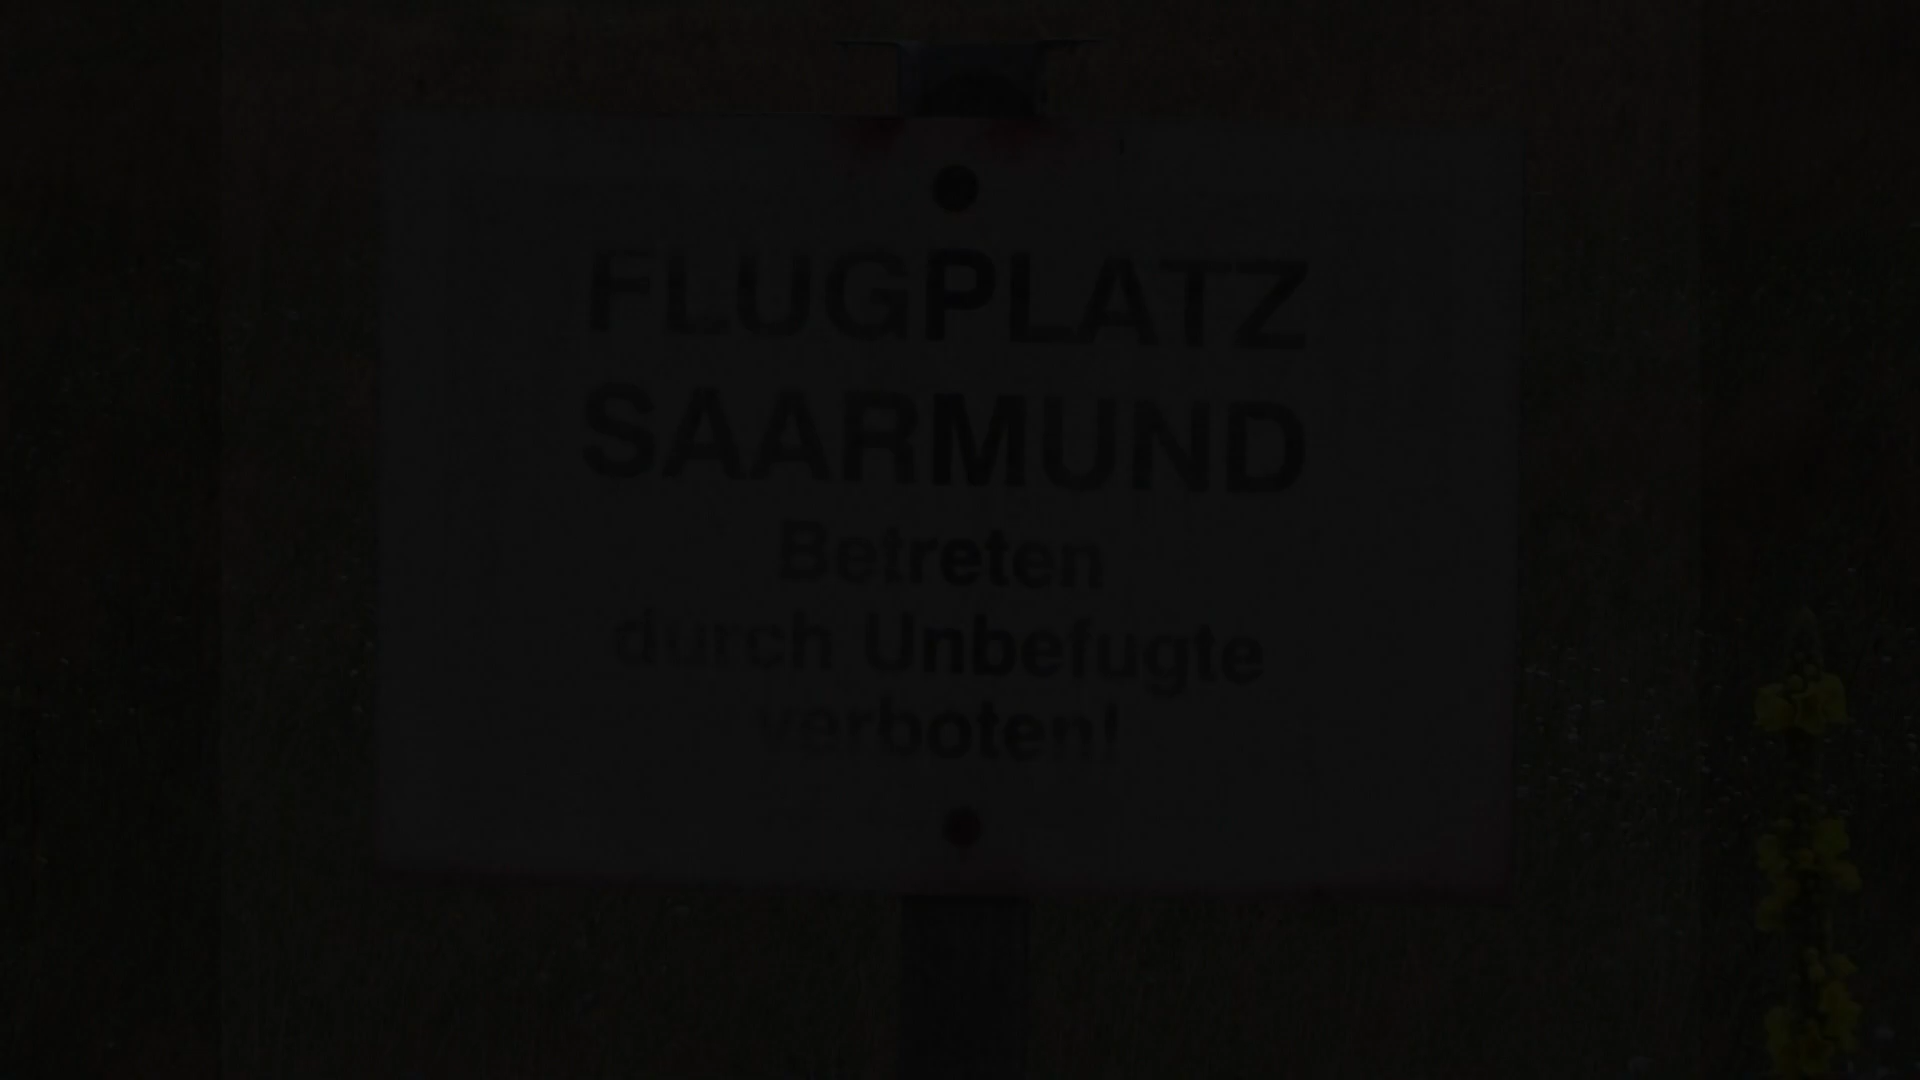 FLUGPLATZ
SAARMUND
Betreten
durch Unbefugte
verboten!